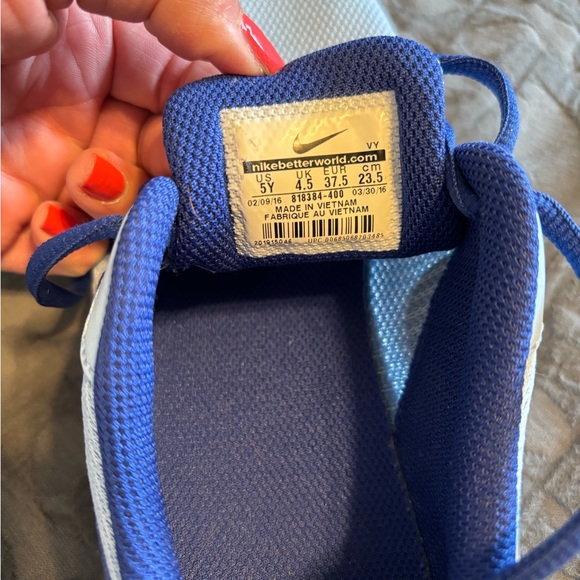 VY
nikebetterworld.com
US UK EUR cm
5Y 4.5 37.5 23.5
02/09/16 818384-400 03/30/16
MADE IN VIETNAM
FABRIQUE AU VIETNAM